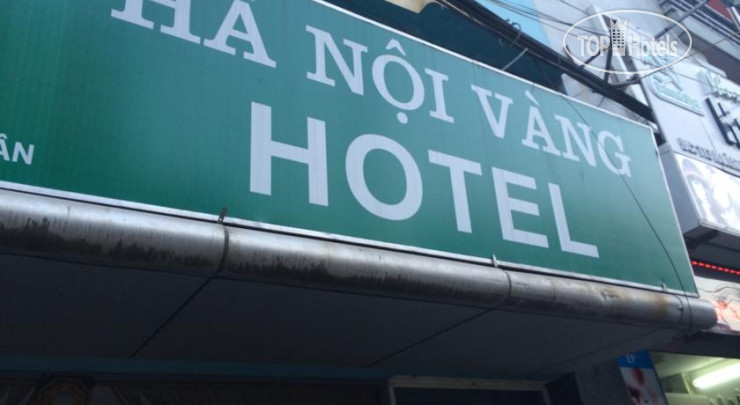 HÀ NỘI VÀNG
HOTEL
ÂN
TOP Hotels